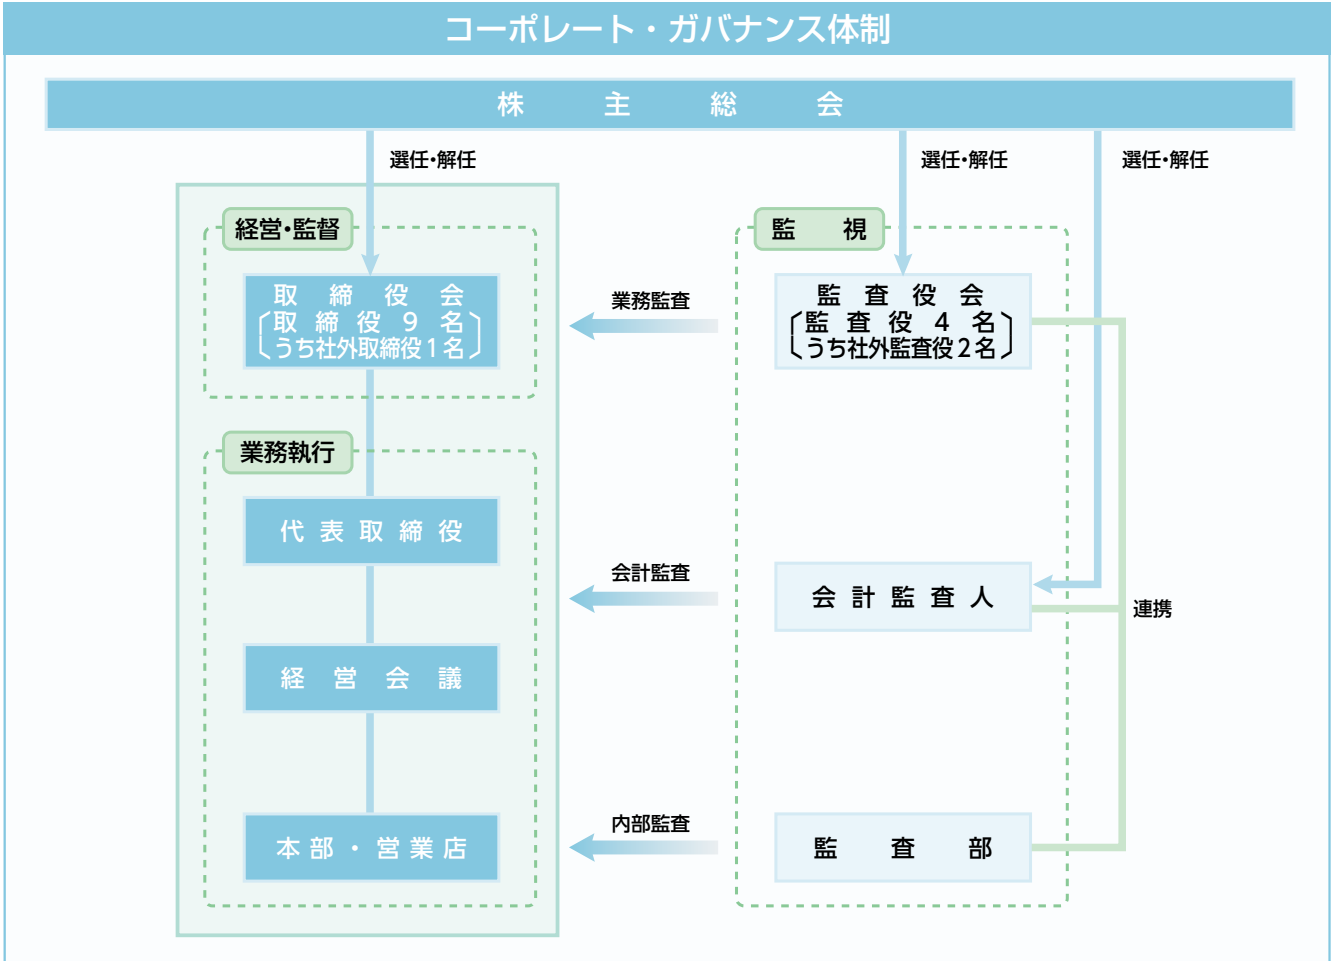 コーポレート・ガバナンス体制
株主総会
選任・解任
選任・解任
選任・解任
経営・監督
取締役会
取締役9名
うち社外取締役1名
業務監査
監視
監査役会
監査役4名
うち社外監査役2名
業務執行
代表取締役
会計監査
会計監査人
連携
経営会議
内部監査
本部・営業店
監査部